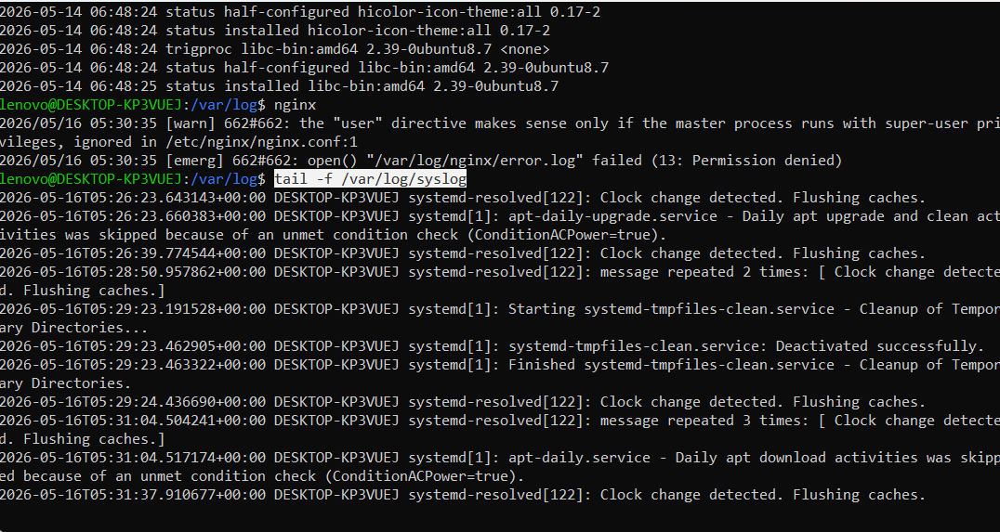 2026-05-14 06:48:24 status half-configured hicolor-icon-theme:all 0.17-2
2026-05-14 06:48:24 status installed hicolor-icon-theme:all 0.17-2
2026-05-14 06:48:24 trigproc libc-bin:amd64 2.39-0ubuntu8.7 <none>
2026-05-14 06:48:24 status half-configured libc-bin:amd64 2.39-0ubuntu8.7
2026-05-14 06:48:25 status installed libc-bin:amd64 2.39-0ubuntu8.7
lenovo@DESKTOP-KP3VUEJ:/var/log$ nginx
2026/05/16 05:30:35 [warn] 662#662: the "user" directive makes sense only if the master process runs with super-user pri
vileges, ignored in /etc/nginx/nginx.conf:1
2026/05/16 05:30:35 [emerg] 662#662: open() "/var/log/nginx/error.log" failed (13: Permission denied)
lenovo@DESKTOP-KP3VUEJ:/var/log$ tail -f /var/log/syslog
2026-05-16T05:26:23.643143+00:00 DESKTOP-KP3VUEJ systemd-resolved[122]: Clock change detected. Flushing caches.
2026-05-16T05:26:23.660383+00:00 DESKTOP-KP3VUEJ systemd[1]: apt-daily-upgrade.service - Daily apt upgrade and clean act
ivities was skipped because of an unmet condition check (ConditionACPower=true).
2026-05-16T05:26:39.774544+00:00 DESKTOP-KP3VUEJ systemd-resolved[122]: Clock change detected. Flushing caches.
2026-05-16T05:28:50.957862+00:00 DESKTOP-KP3VUEJ systemd-resolved[122]: message repeated 2 times: [ Clock change detecte
d. Flushing caches.]
2026-05-16T05:29:23.191528+00:00 DESKTOP-KP3VUEJ systemd[1]: Starting systemd-tmpfiles-clean.service - Cleanup of Tempor
ary Directories...
2026-05-16T05:29:23.462905+00:00 DESKTOP-KP3VUEJ systemd[1]: systemd-tmpfiles-clean.service: Deactivated successfully.
2026-05-16T05:29:23.463322+00:00 DESKTOP-KP3VUEJ systemd[1]: Finished systemd-tmpfiles-clean.service - Cleanup of Tempor
ary Directories.
2026-05-16T05:29:24.436690+00:00 DESKTOP-KP3VUEJ systemd-resolved[122]: Clock change detected. Flushing caches.
2026-05-16T05:31:04.504241+00:00 DESKTOP-KP3VUEJ systemd-resolved[122]: message repeated 3 times: [ Clock change detecte
d. Flushing caches.]
2026-05-16T05:31:04.517174+00:00 DESKTOP-KP3VUEJ systemd[1]: apt-daily.service - Daily apt download activities was skipp
ed because of an unmet condition check (ConditionACPower=true).
2026-05-16T05:31:37.910677+00:00 DESKTOP-KP3VUEJ systemd-resolved[122]: Clock change detected. Flushing caches.